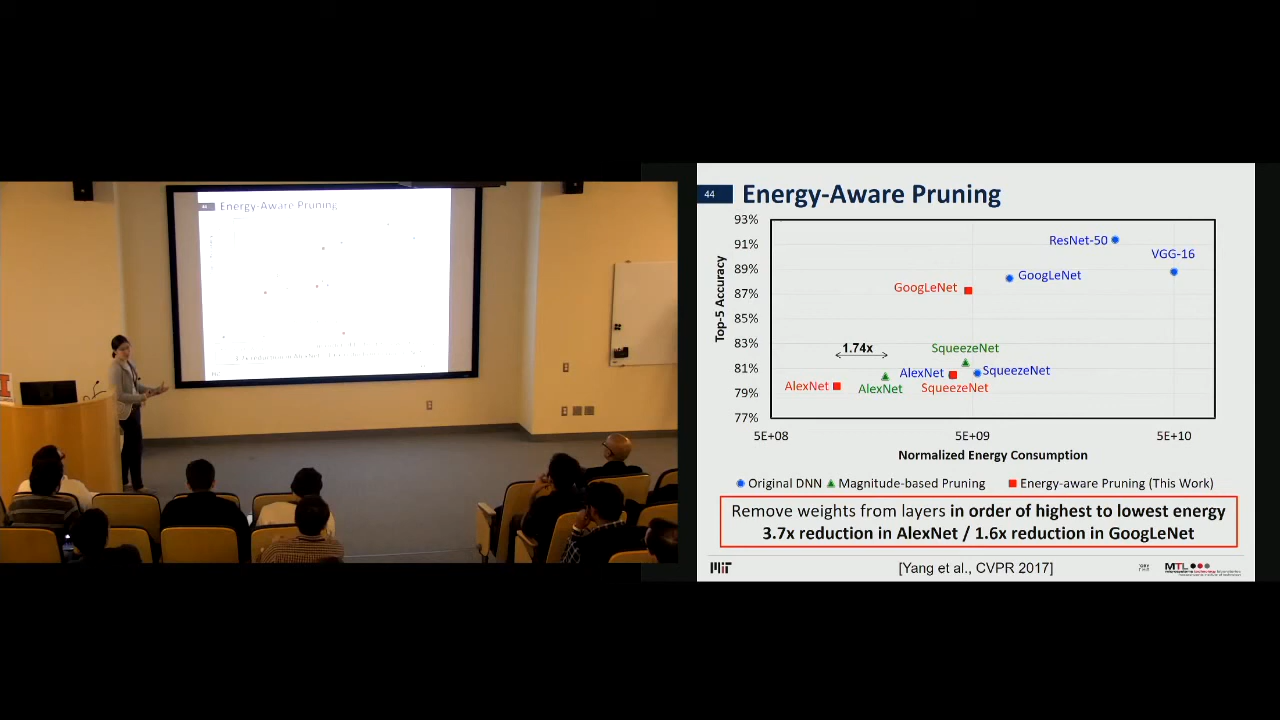 44 Energy-Aware Pruning
93%
91%
89%
87%
85%
83%
81%
79%
77%
Top-5 Accuracy
ResNet-50
VGG-16
GoogLeNet
GoogLeNet
1.74x
SqueezeNet
AlexNet
SqueezeNet
AlexNet
AlexNet
SqueezeNet
5E+08
5E+09
5E+10
Normalized Energy Consumption
Original DNN
Magnitude-based Pruning
Energy-aware Pruning (This Work)
Remove weights from layers in order of highest to lowest energy
3.7x reduction in AlexNet / 1.6x reduction in GoogLeNet
[Yang et al., CVPR 2017]
MIT
MTL
Energy-Aware Pruning
I